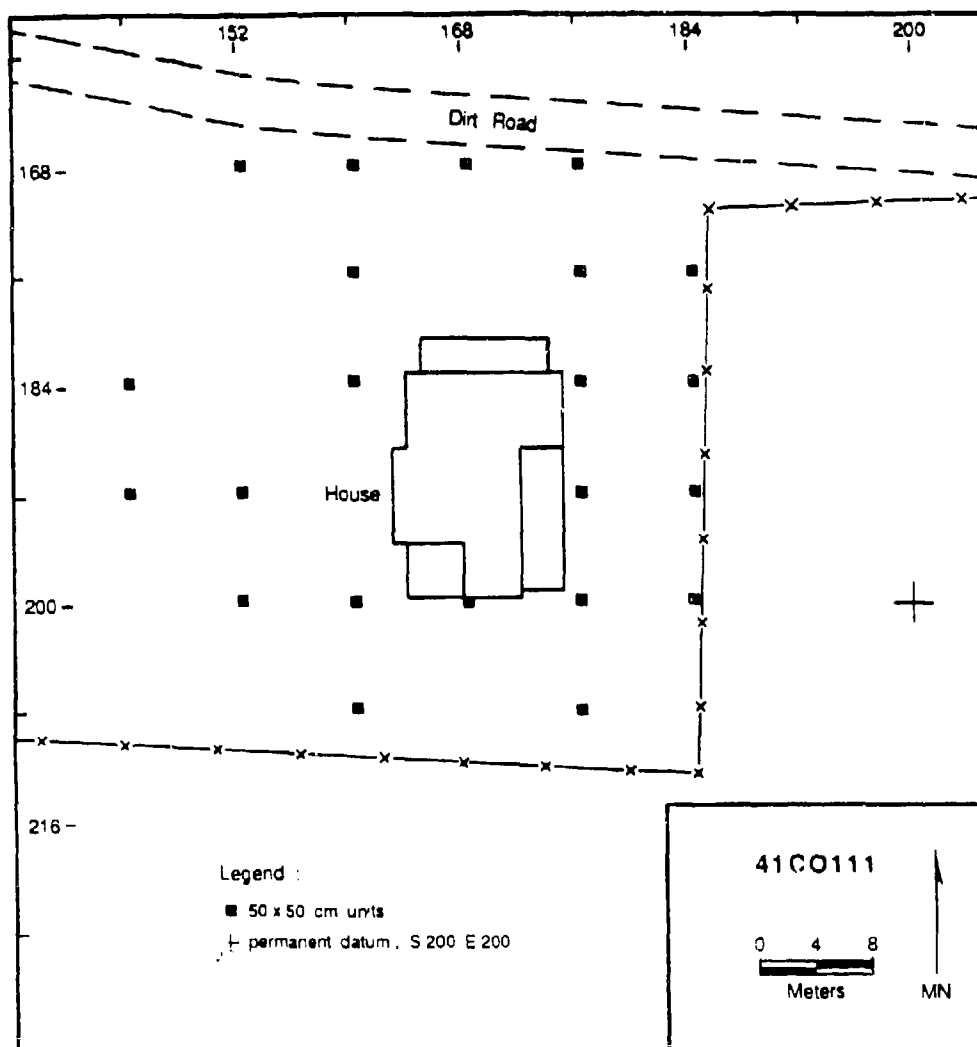 152 168 184 200
Dirt Road
168
184
House
200
216
Legend :
50 x 50 cm units
permanent datum, S 200 E 200
41CO111
0 4 8
Meters
MN